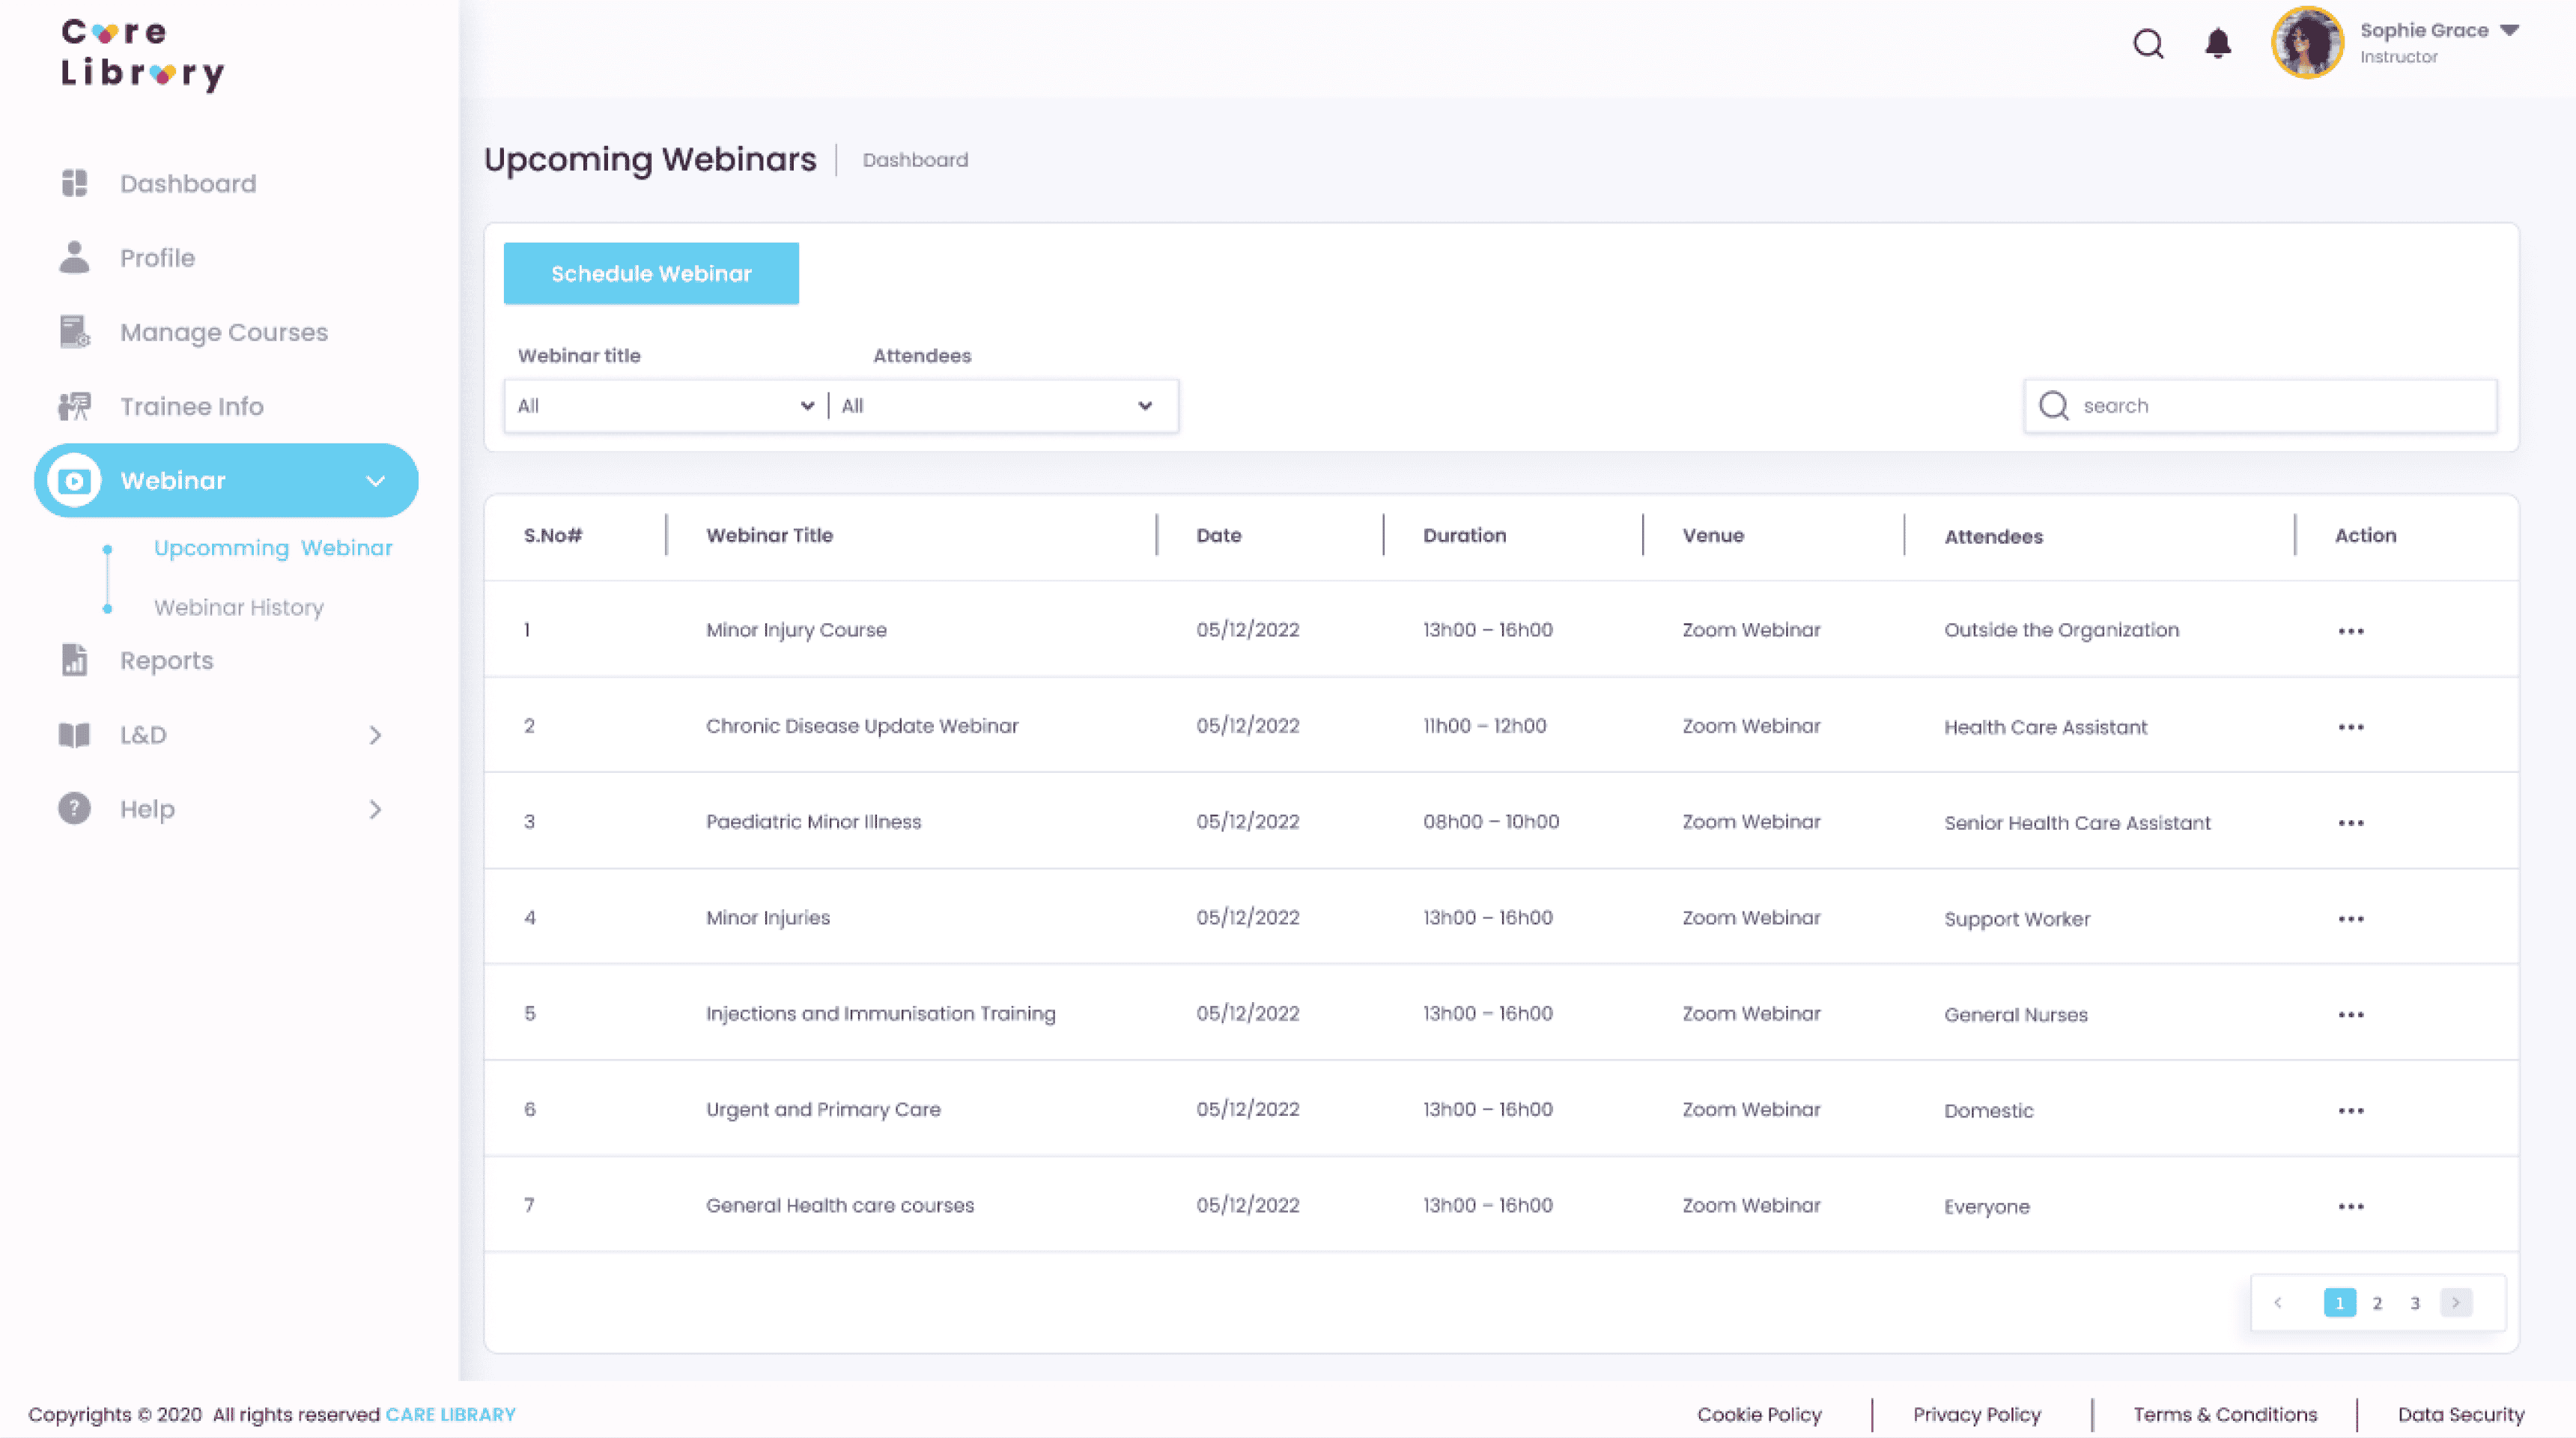 Care
Library
Sophie Grace
Instructor
Dashboard
Profile
Manage Courses
Trainee Info
Webinar
Upcomming Webinar
Webinar History
Reports
L&D
Help
Upcoming Webinars | Dashboard
Schedule Webinar
Webinar title Attendees
All All
search
S.No# Webinar Title Date Duration Venue Attendees Action
1 Minor Injury Course 05/12/2022 13h00 – 16h00 Zoom Webinar Outside the Organization
2 Chronic Disease Update Webinar 05/12/2022 11h00 – 12h00 Zoom Webinar Health Care Assistant
3 Paediatric Minor Illness 05/12/2022 08h00 – 10h00 Zoom Webinar Senior Health Care Assistant
4 Minor Injuries 05/12/2022 13h00 – 16h00 Zoom Webinar Support Worker
5 Injections and Immunisation Training 05/12/2022 13h00 – 16h00 Zoom Webinar General Nurses
6 Urgent and Primary Care 05/12/2022 13h00 – 16h00 Zoom Webinar Domestic
7 General Health care courses 05/12/2022 13h00 – 16h00 Zoom Webinar Everyone
< 1 2 3 >
Copyrights © 2020 All rights reserved CARE LIBRARY
Cookie Policy | Privacy Policy | Terms & Conditions | Data Security